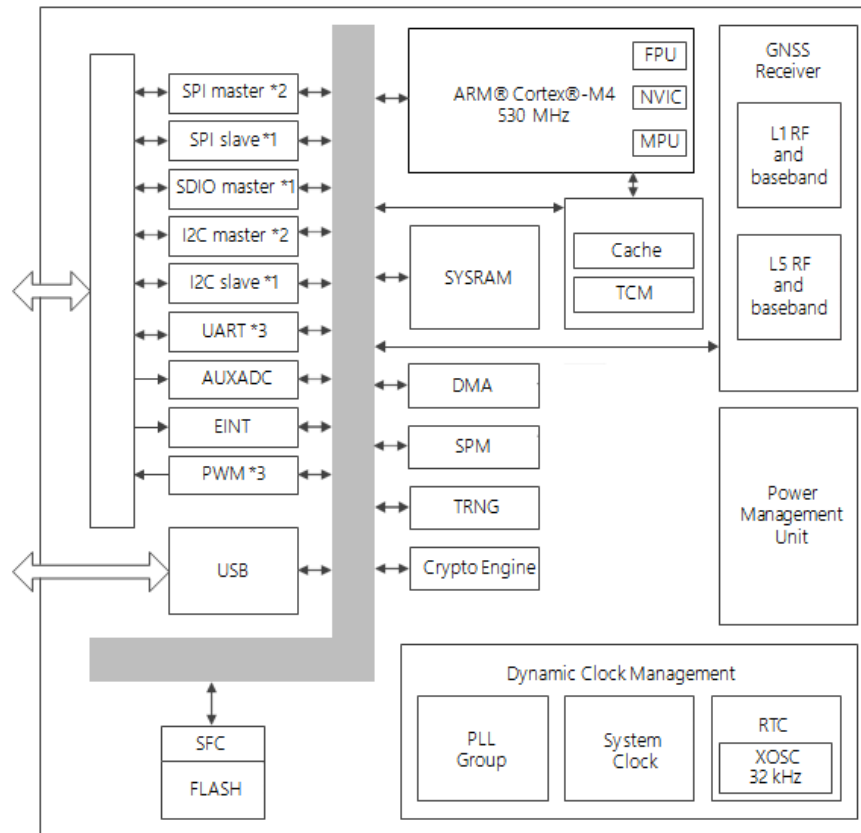 SPI master *2
SPI slave *1
SDIO master *1
I2C master *2
I2C slave *1
UART *3
AUXADC
EINT
PWM *3
USB
SFC
FLASH
ARM® Cortex®-M4
530 MHz
FPU
NVIC
MPU
SYSRAM
Cache
TCM
DMA
SPM
TRNG
Crypto Engine
GNSS
Receiver
L1 RF
and
baseband
L5 RF
and
baseband
Power
Management
Unit
Dynamic Clock Management
PLL
Group
System
Clock
RTC
XOSC
32 kHz